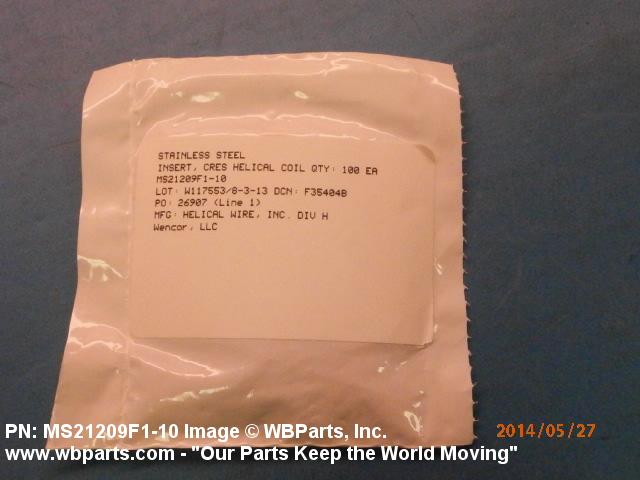 STAINLESS STEEL
INSERT, CRES HELICAL COIL QTY: 100 EA
MS21209F1-10
LOT: W117553/8-3-13 DCN: F35404B
PO: 26907 (Line 1)
MFG: HELICAL WIRE, INC. DIV H
Wencor, LLC
PN: MS21209F1-10 Image © WBParts, Inc.
2014/05/27
www.wbparts.com - "Our Parts Keep the World Moving"